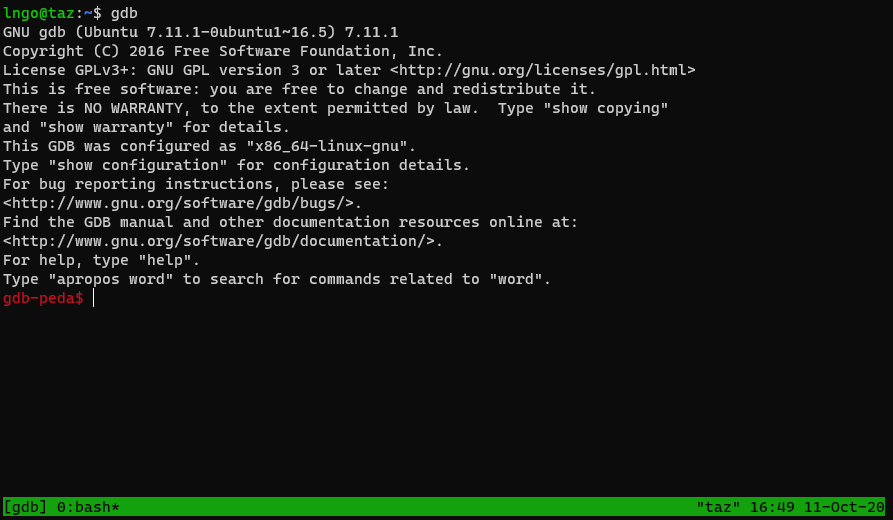 lngo@taz:~$ gdb
GNU gdb (Ubuntu 7.11.1-0ubuntu1~16.5) 7.11.1
Copyright (C) 2016 Free Software Foundation, Inc.
License GPLv3+: GNU GPL version 3 or later <http://gnu.org/licenses/gpl.html>
This is free software: you are free to change and redistribute it.
There is NO WARRANTY, to the extent permitted by law.  Type "show copying"
and "show warranty" for details.
This GDB was configured as "x86_64-linux-gnu".
Type "show configuration" for configuration details.
For bug reporting instructions, please see:
<http://www.gnu.org/software/gdb/bugs/>.
Find the GDB manual and other documentation resources online at:
<http://www.gnu.org/software/gdb/documentation/>.
For help, type "help".
Type "apropos word" to search for commands related to "word".
gdb-peda$
[gdb] 0:bash* "taz" 16:49 11-Oct-20